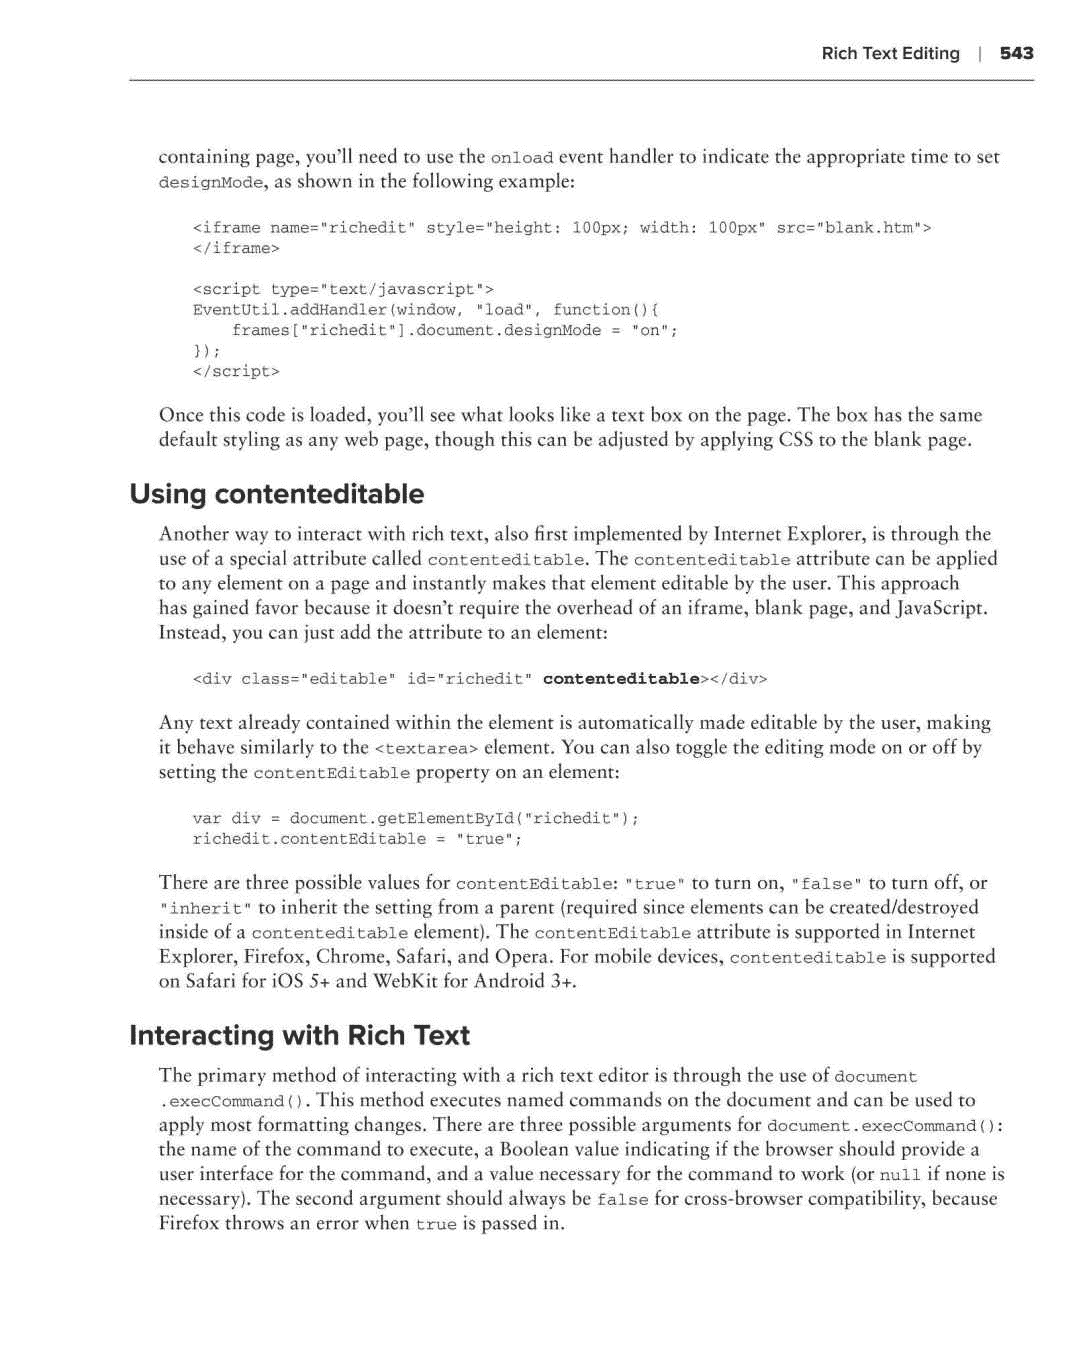 Rich Text Editing | 543
containing page, you’ll need to use the onload event handler to indicate the appropriate time to set
designMode, as shown in the following example:
<iframe name="richedit" style="height: 100px; width: 100px" src="blank.htm">
</iframe>
<script type="text/javascript">
EventUtil.addHandler(window, "load", function(){
    frames["richedit"].document.designMode = "on";
});
</script>
Once this code is loaded, you’ll see what looks like a text box on the page. The box has the same
default styling as any web page, though this can be adjusted by applying CSS to the blank page.
Using contenteditable
Another way to interact with rich text, also first implemented by Internet Explorer, is through the
use of a special attribute called contenteditable. The contenteditable attribute can be applied
to any element on a page and instantly makes that element editable by the user. This approach
has gained favor because it doesn’t require the overhead of an iframe, blank page, and JavaScript.
Instead, you can just add the attribute to an element:
<div class="editable" id="richedit" contenteditable></div>
Any text already contained within the element is automatically made editable by the user, making
it behave similarly to the <textarea> element. You can also toggle the editing mode on or off by
setting the contentEditable property on an element:
var div = document.getElementById("richedit");
richedit.contentEditable = "true";
There are three possible values for contentEditable: "true" to turn on, "false" to turn off, or
"inherit" to inherit the setting from a parent (required since elements can be created/destroyed
inside of a contenteditable element). The contentEditable attribute is supported in Internet
Explorer, Firefox, Chrome, Safari, and Opera. For mobile devices, contenteditable is supported
on Safari for iOS 5+ and WebKit for Android 3+.
Interacting with Rich Text
The primary method of interacting with a rich text editor is through the use of document
.execCommand(). This method executes named commands on the document and can be used to
apply most formatting changes. There are three possible arguments for document.execCommand():
the name of the command to execute, a Boolean value indicating if the browser should provide a
user interface for the command, and a value necessary for the command to work (or null if none is
necessary). The second argument should always be false for cross-browser compatibility, because
Firefox throws an error when true is passed in.